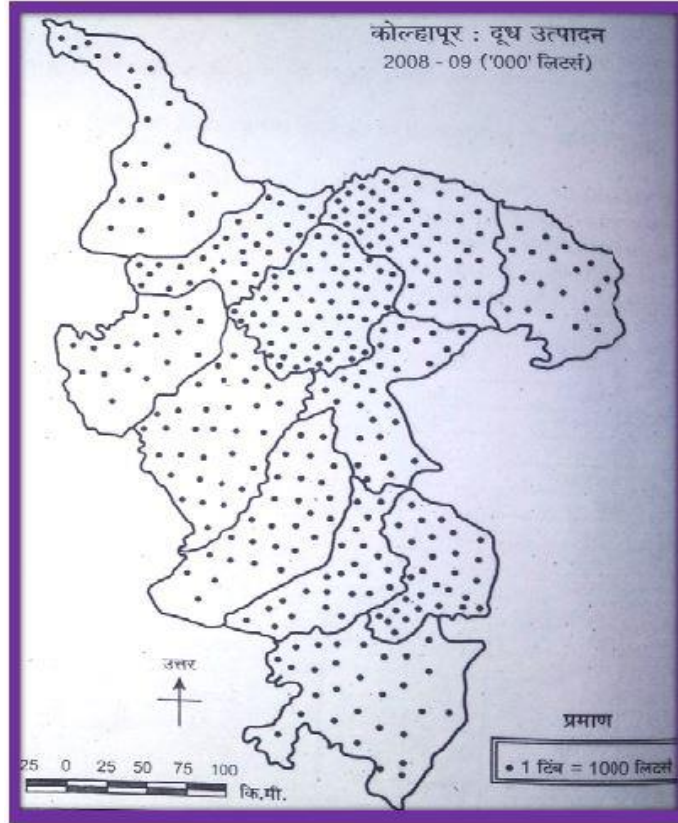 कोल्हापूर : दूध उत्पादन
2008 - 09 ('000' लिटर्स)
उत्तर
प्रमाण
• 1 टिंब = 1000 लिटर्स
25 0 25 50 75 100
कि.मी.